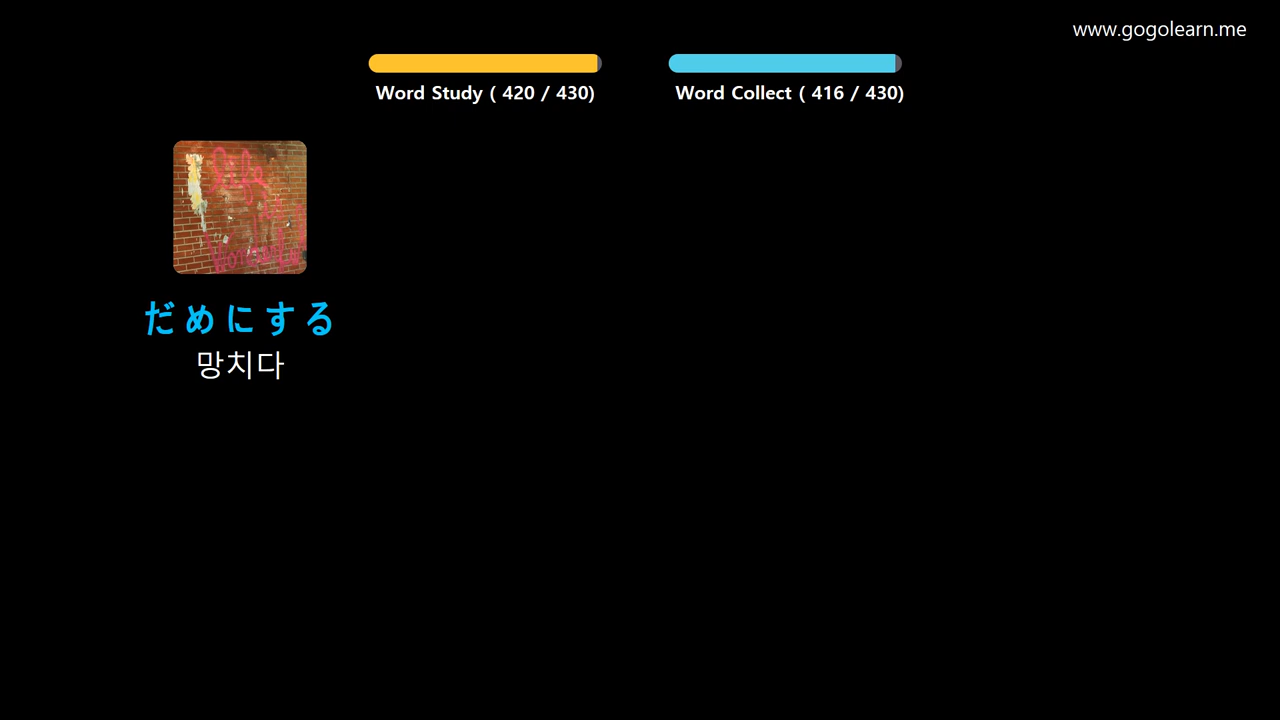 www.gogolearn.me
Word Study ( 420 / 430)
Word Collect ( 416 / 430)
Life
だめにする
망치다